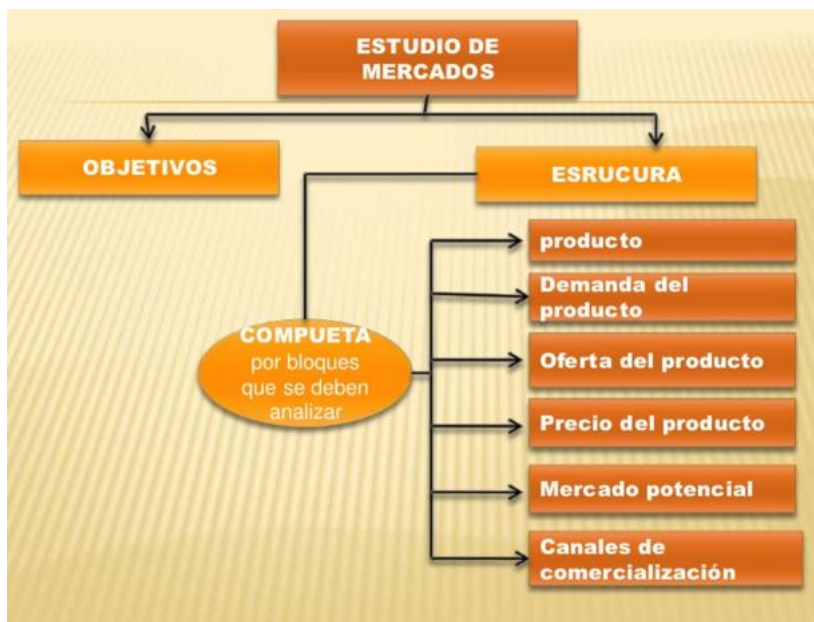 ESTUDIO DE
MERCADOS
OBJETIVOS
ESRUCURA
COMPUETA
por bloques
que se deben
analizar
producto
Demanda del
producto
Oferta del producto
Precio del producto
Mercado potencial
Canales de
comercialización